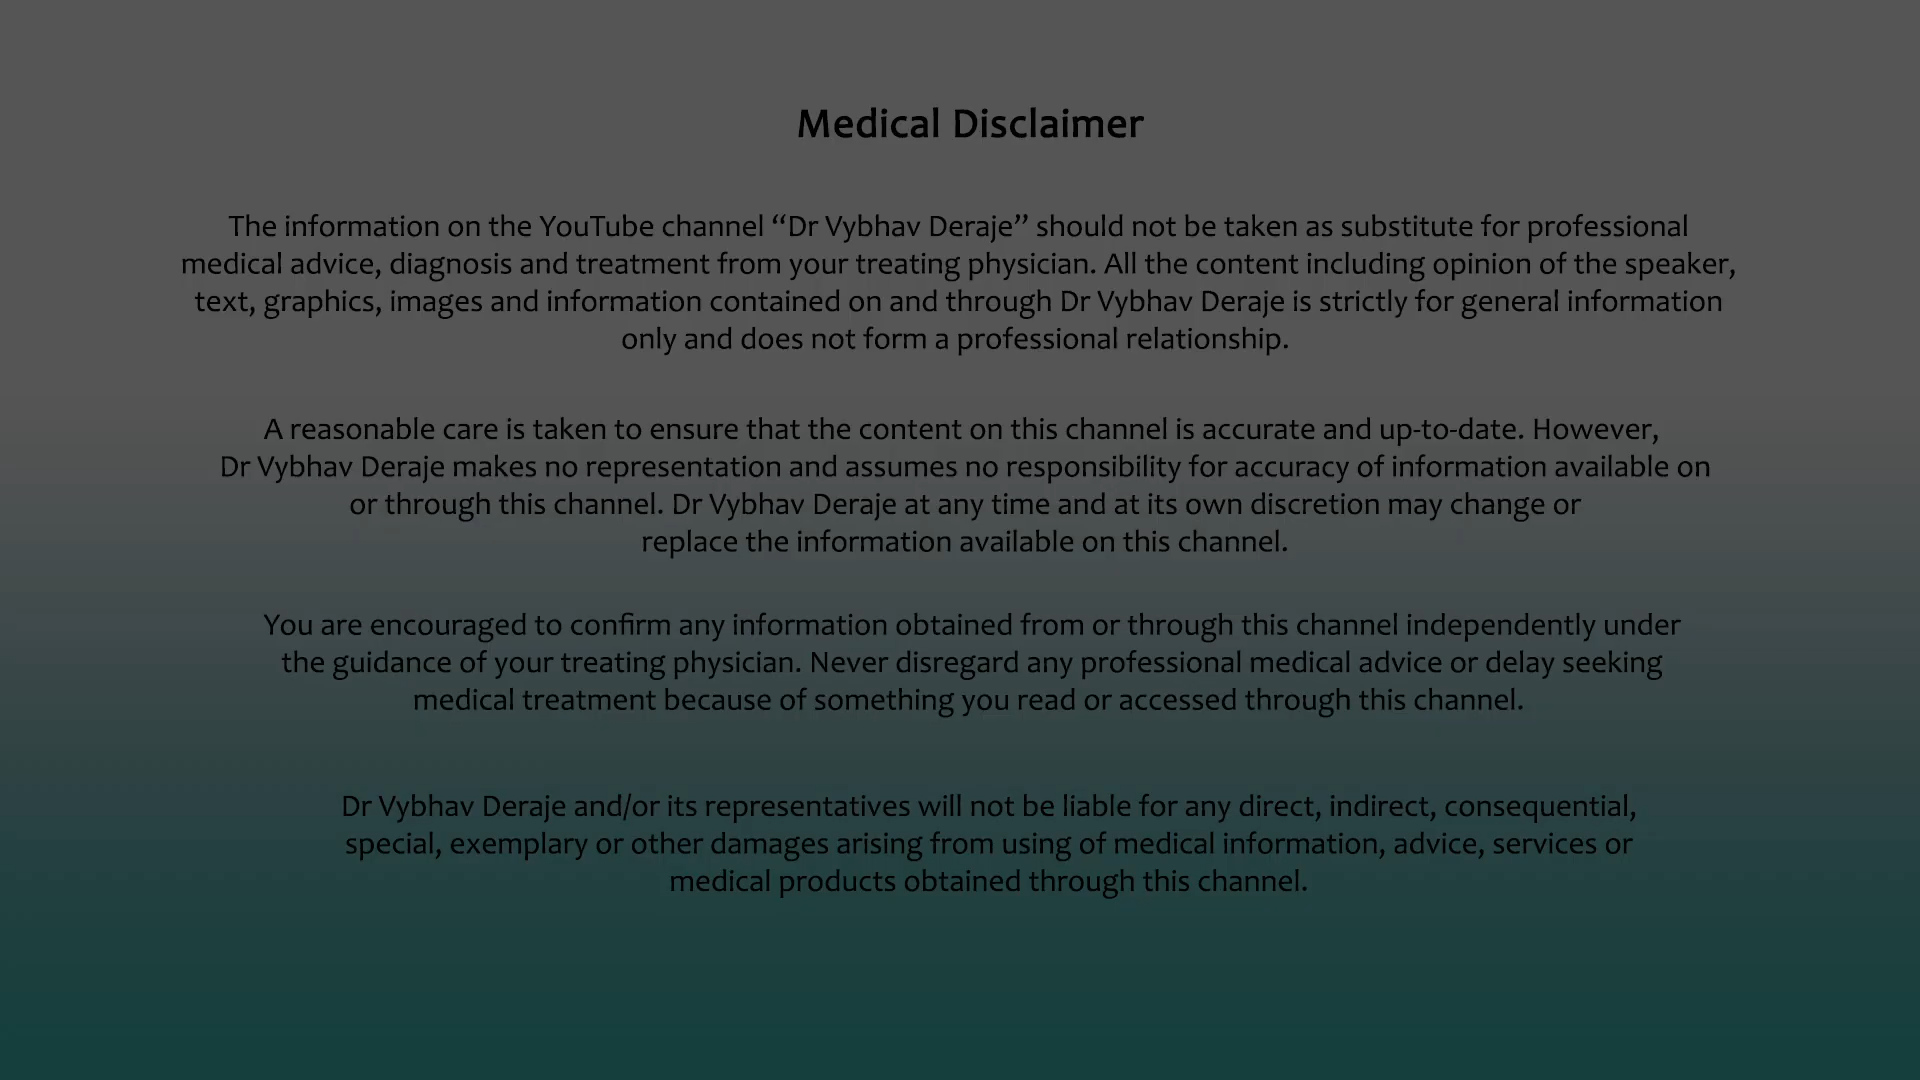 Medical Disclaimer
The information on the YouTube channel “Dr Vybhav Deraje” should not be taken as substitute for professional
medical advice, diagnosis and treatment from your treating physician. All the content including opinion of the speaker,
text, graphics, images and information contained on and through Dr Vybhav Deraje is strictly for general information
only and does not form a professional relationship.
A reasonable care is taken to ensure that the content on this channel is accurate and up-to-date. However,
Dr Vybhav Deraje makes no representation and assumes no responsibility for accuracy of information available on
or through this channel. Dr Vybhav Deraje at any time and at its own discretion may change or
replace the information available on this channel.
You are encouraged to confirm any information obtained from or through this channel independently under
the guidance of your treating physician. Never disregard any professional medical advice or delay seeking
medical treatment because of something you read or accessed through this channel.
Dr Vybhav Deraje and/or its representatives will not be liable for any direct, indirect, consequential,
special, exemplary or other damages arising from using of medical information, advice, services or
medical products obtained through this channel.